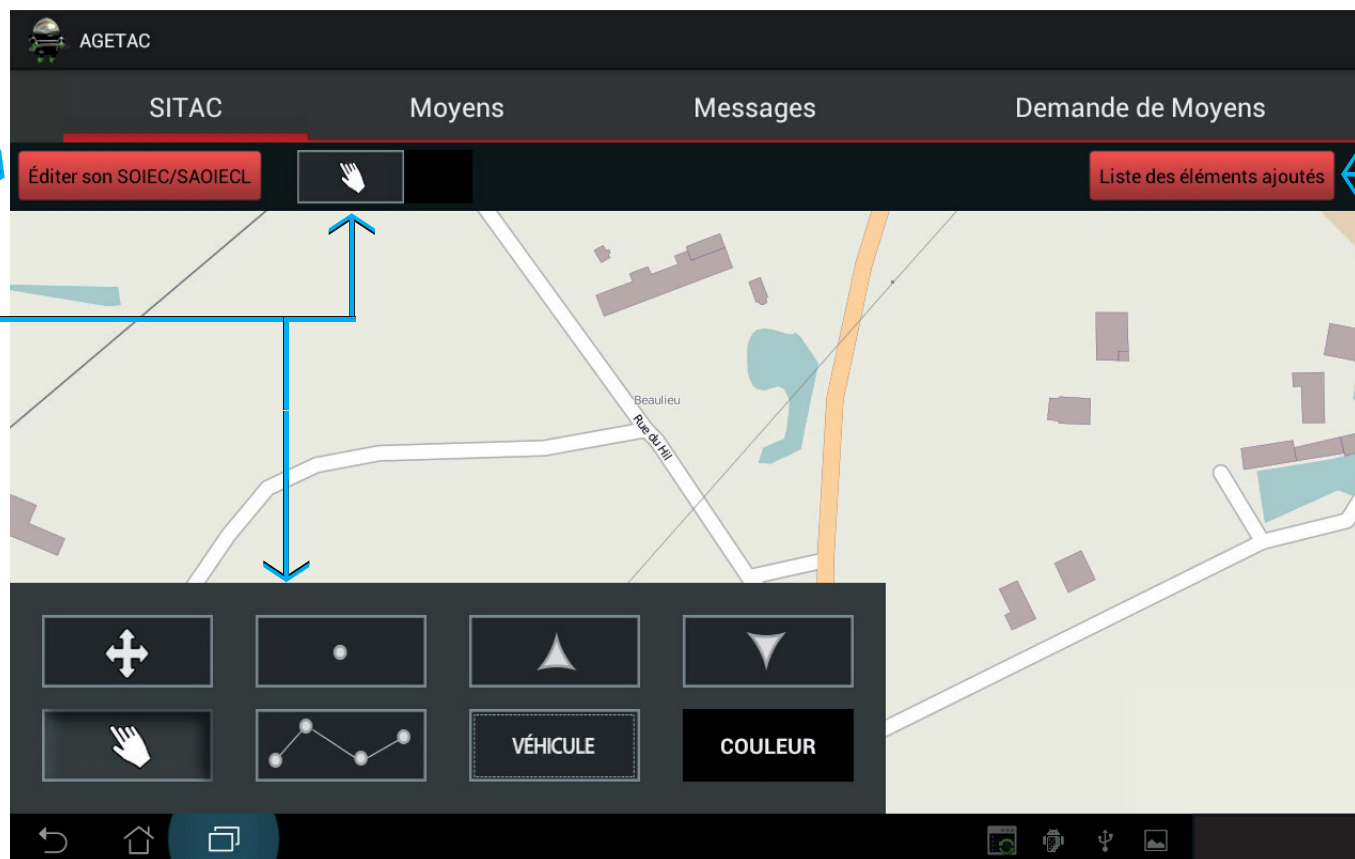 AGETAC
SITAC Moyens Messages Demande de Moyens
Éditer son SOIEC/SAOIECL Liste des éléments ajoutés
Beaulieu
Rue du Hil
VÉHICULE COULEUR